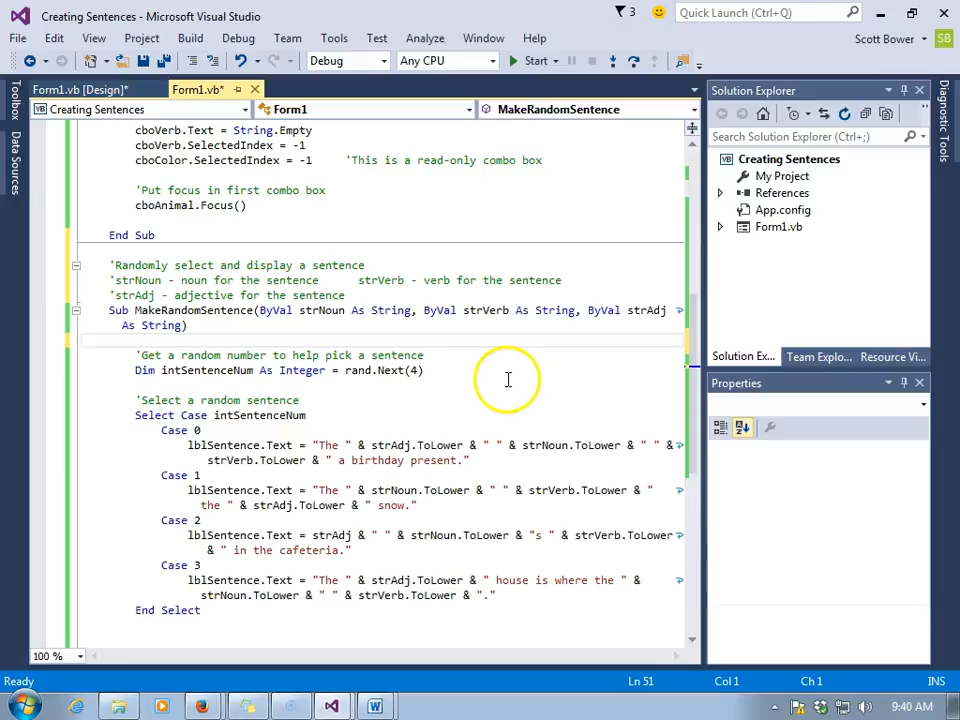 Creating Sentences - Microsoft Visual Studio
3
Quick Launch (Ctrl+Q)
File Edit View Project Build Debug Team Tools Test Analyze Window Help
Scott Bower SB
Debug Any CPU Start
Form1.vb [Design]* Form1.vb*
Creating Sentences Form1 MakeRandomSentence
Toolbox
Data Sources
cboVerb.Text = String.Empty
cboVerb.SelectedIndex = -1
cboColor.SelectedIndex = -1 'This is a read-only combo box
'Put focus in first combo box
cboAnimal.Focus()
End Sub
'Randomly select and display a sentence
'strNoun - noun for the sentence strVerb - verb for the sentence
'strAdj - adjective for the sentence
Sub MakeRandomSentence(ByVal strNoun As String, ByVal strVerb As String, ByVal strAdj
As String)
'Get a random number to help pick a sentence
Dim intSentenceNum As Integer = rand.Next(4)
'Select a random sentence
Select Case intSentenceNum
Case 0
lblSentence.Text = "The " & strAdj.ToLower & " " & strNoun.ToLower & " " &
strVerb.ToLower & " a birthday present."
Case 1
lblSentence.Text = "The " & strNoun.ToLower & " " & strVerb.ToLower & "
the " & strAdj.ToLower & " snow."
Case 2
lblSentence.Text = strAdj & " " & strNoun.ToLower & "s " & strVerb.ToLower
& " in the cafeteria."
Case 3
lblSentence.Text = "The " & strAdj.ToLower & " house is where the " &
strNoun.ToLower & " " & strVerb.ToLower & "."
End Select
100 %
Solution Explorer
Search Solution Explorer (Ctrl+;)
Creating Sentences
My Project
References
App.config
Form1.vb
Solution Ex... Team Explo... Resource Vi...
Properties
Diagnostic Tools
Ready Ln 51 Col 1 Ch 1 INS
9:40 AM